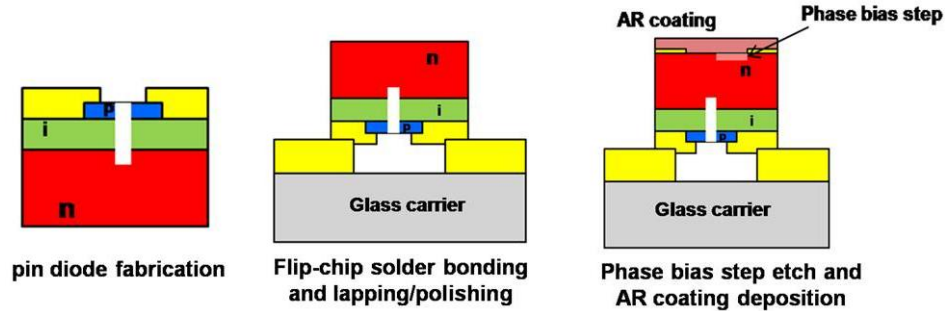 AR coating
Phase bias step
p
i
n
pin diode fabrication
n
i
p
Glass carrier
Flip-chip solder bonding
and lapping/polishing
n
i
p
Glass carrier
Phase bias step etch and
AR coating deposition